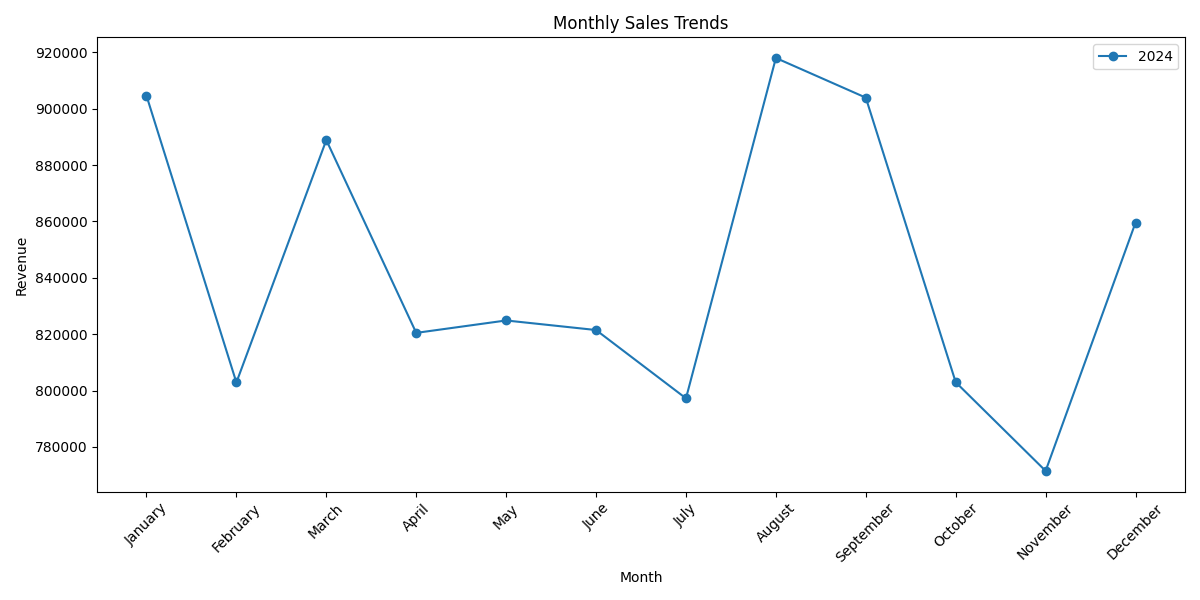 Monthly Sales Trends
2024
920000
900000
880000
860000
840000
820000
800000
780000
Revenue
January
February
March
April
May
June
July
August
September
October
November
December
Month